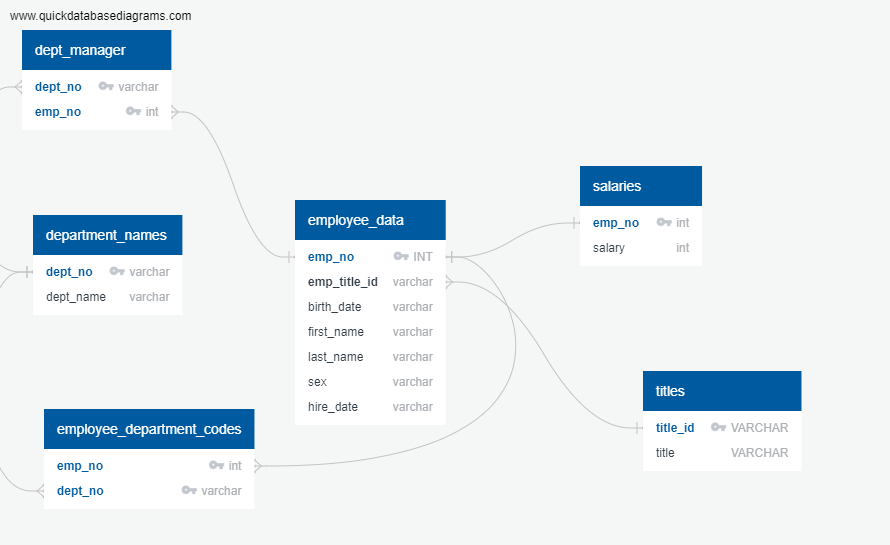 www.quickdatabasediagrams.com
dept_manager
dept_no varchar
emp_no int
department_names
dept_no varchar
dept_name varchar
employee_department_codes
emp_no int
dept_no varchar
employee_data
emp_no INT
emp_title_id varchar
birth_date varchar
first_name varchar
last_name varchar
sex varchar
hire_date varchar
salaries
emp_no int
salary int
titles
title_id VARCHAR
title VARCHAR